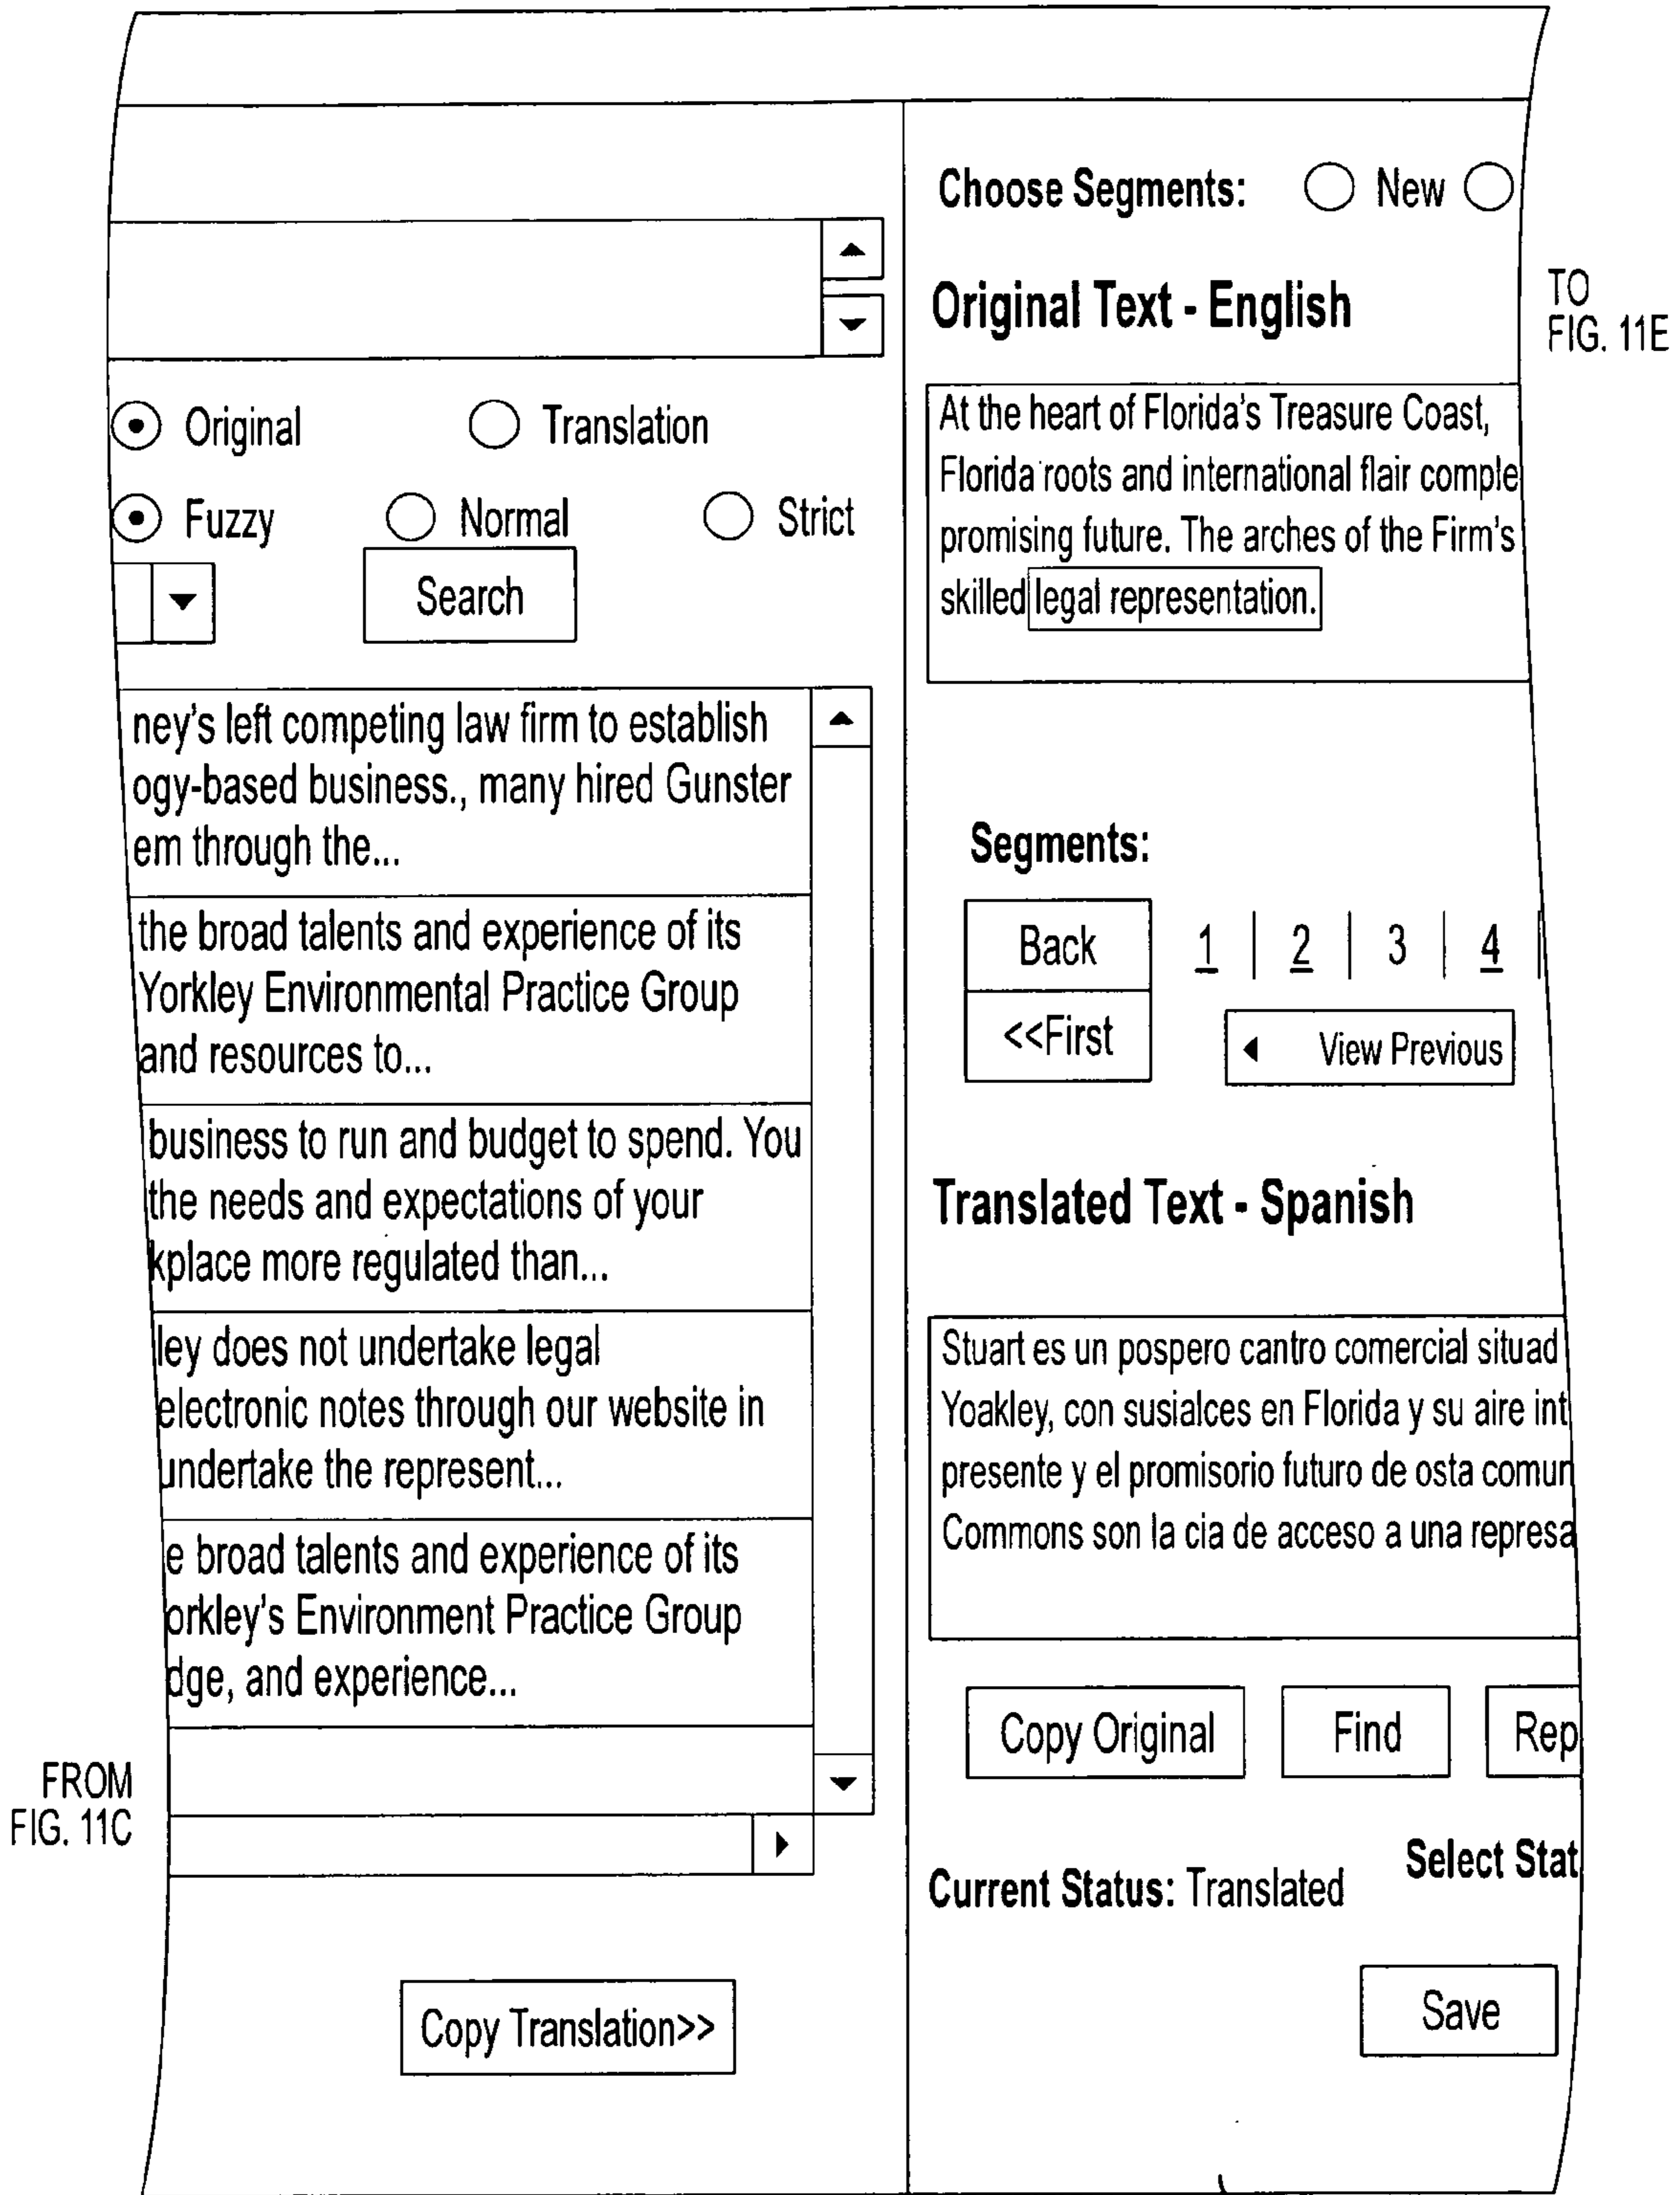 Original Translation
Fuzzy Normal Strict
Search
ney's left competing law firm to establish
ogy-based business., many hired Gunster
em through the...
the broad talents and experience of its
Yorkley Environmental Practice Group
and resources to...
business to run and budget to spend. You
the needs and expectations of your
kplace more regulated than...
ley does not undertake legal
electronic notes through our website in
undertake the represent...
e broad talents and experience of its
orkley's Environment Practice Group
dge, and experience...
FROM
FIG. 11C
Copy Translation>>
Choose Segments: New
Original Text - English
TO
FIG. 11E
At the heart of Florida's Treasure Coast,
Florida roots and international flair comple
promising future. The arches of the Firm's
skilled legal representation.
Segments:
Back 1 | 2 | 3 | 4 |
<<First View Previous
Translated Text - Spanish
Stuart es un pospero cantro comercial situad
Yoakley, con susialces en Florida y su aire int
presente y el promisorio futuro de osta comun
Commons son la cia de acceso a una represa
Copy Original Find Rep
Select Stat
Current Status: Translated
Save